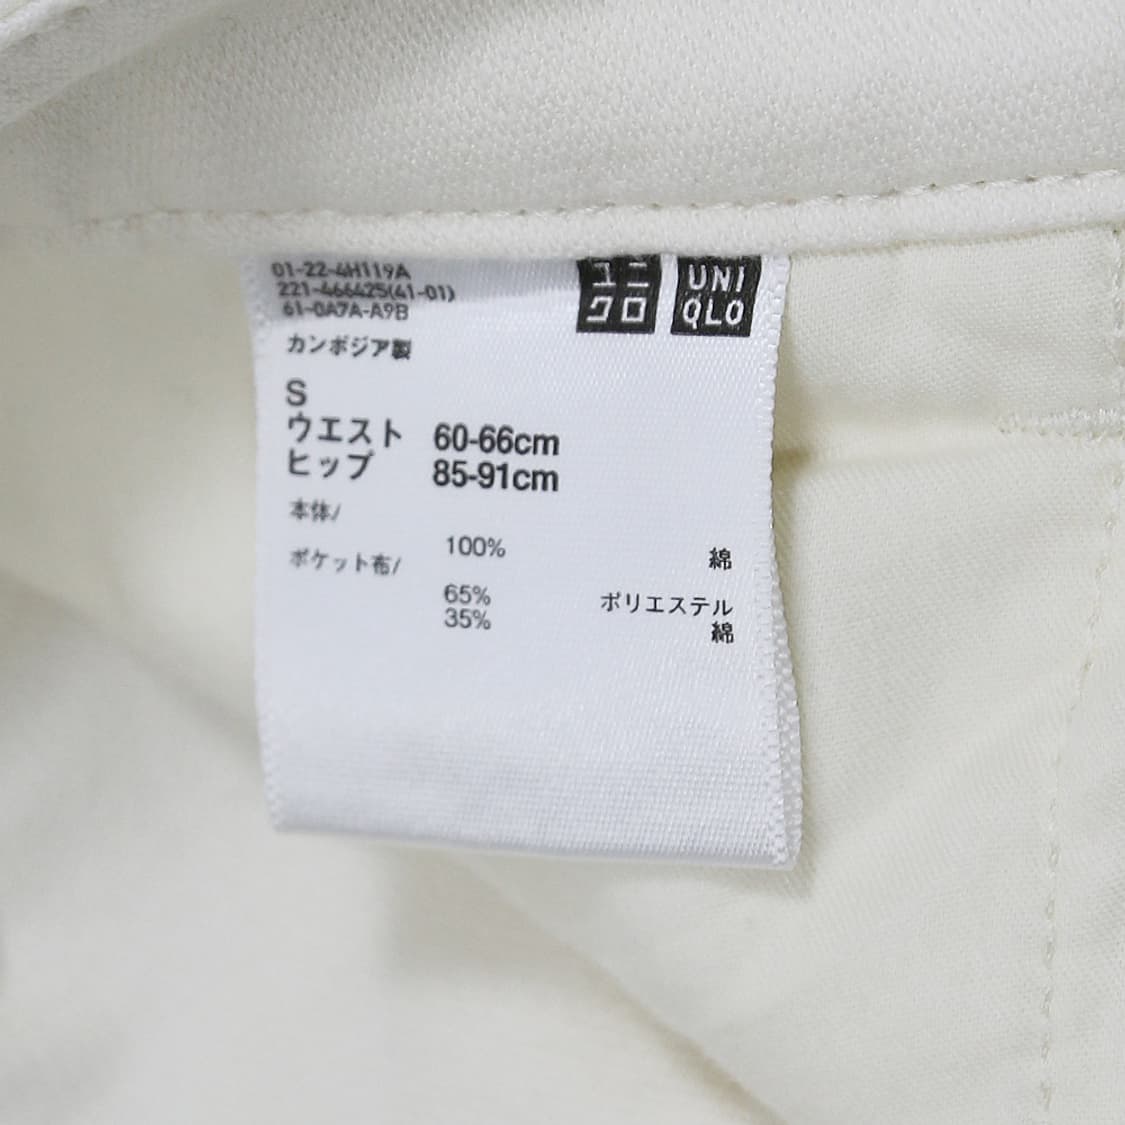 01-22-4H119A
221-466425(41-01)
61-0A7A-A9B
ユニ
クロ
UNI
QLO
カンボジア製
S
ウエスト 60-66cm
ヒップ 85-91cm
本体/
100% 綿
ポケット布/
65% ポリエステル
35% 綿